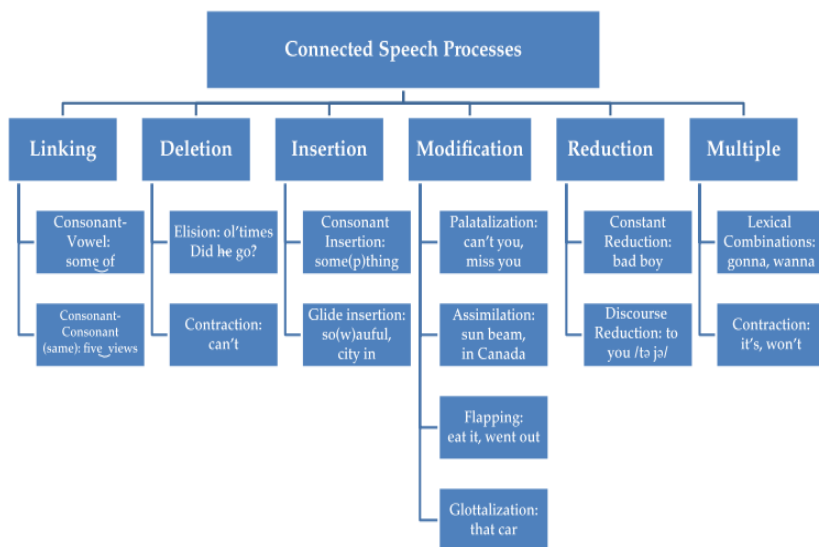 Connected Speech Processes
Linking
Deletion
Insertion
Modification
Reduction
Multiple
Consonant-
Vowel:
some of
Consonant-
Consonant
(same): five views
Elision: ol'times
Did he go?
Contraction:
can't
Consonant
Insertion:
some(p)thing
Glide insertion:
so(w)auful,
city in
Palatalization:
can't you,
miss you
Assimilation:
sun beam,
in Canada
Flapping:
eat it, went out
Glottalization:
that car
Constant
Reduction:
bad boy
Discourse
Reduction: to
you /tə jə/
Lexical
Combinations:
gonna, wanna
Contraction:
it's, won't